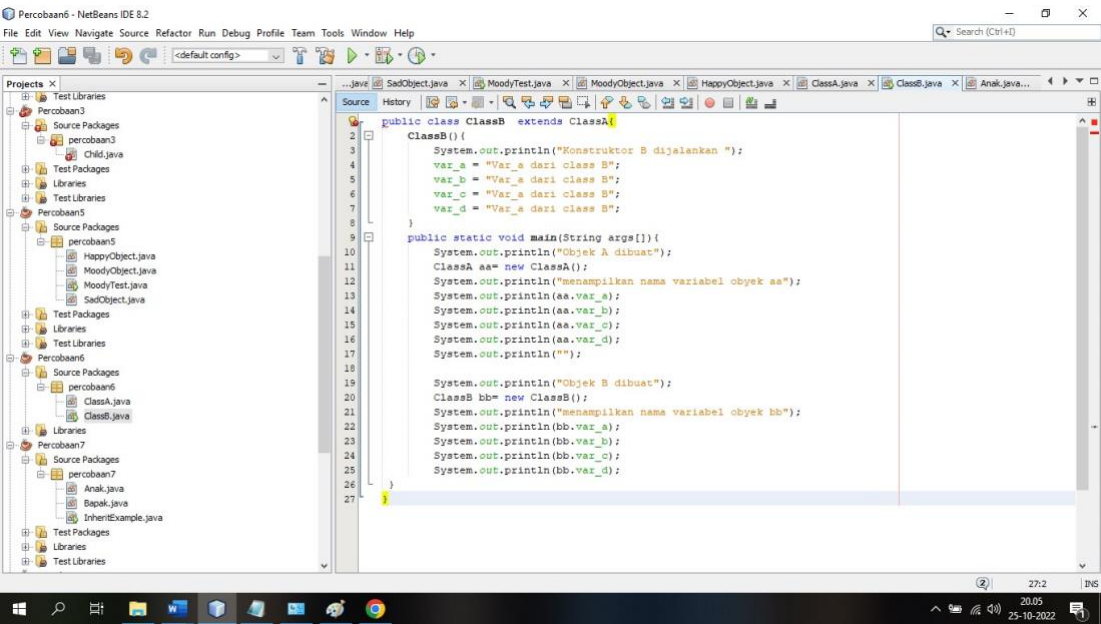 Percobaan6 - NetBeans IDE 8.2
File Edit View Navigate Source Refactor Run Debug Profile Team Tools Window Help
Search (Ctrl+I)
<default config>
Projects
...java SadObject.java MoodyTest.java MoodyObject.java HappyObject.java ClassA.java ClassB.java Anak.java...
Source History
Test Libraries
Percobaan3
Source Packages
percobaan3
Child.java
Test Packages
Libraries
Test Libraries
Percobaan5
Source Packages
percobaan5
HappyObject.java
MoodyObject.java
MoodyTest.java
SadObject.java
Test Packages
Libraries
Test Libraries
Percobaan6
Source Packages
percobaan6
ClassA.java
ClassB.java
Libraries
Percobaan7
Source Packages
percobaan7
Anak.java
Bapak.java
InheritExample.java
Test Packages
Libraries
Test Libraries
public class ClassB  extends ClassA{
2 ClassB(){
3 System.out.println("Konstruktor B dijalankan ");
4 var_a = "Var_a dari class B";
5 var_b = "Var_a dari class B";
6 var_c = "Var_a dari class B";
7 var_d = "Var_a dari class B";
8 }
9 public static void main(String args[]){
10 System.out.println("Objek A dibuat");
11 ClassA aa= new ClassA();
12 System.out.println("menampilkan nama variabel obyek aa");
13 System.out.println(aa.var_a);
14 System.out.println(aa.var_b);
15 System.out.println(aa.var_c);
16 System.out.println(aa.var_d);
17 System.out.println("");
18
19 System.out.println("Objek B dibuat");
20 ClassB bb= new ClassB();
21 System.out.println("menampilkan nama variabel obyek bb");
22 System.out.println(bb.var_a);
23 System.out.println(bb.var_b);
24 System.out.println(bb.var_c);
25 System.out.println(bb.var_d);
26 }
27 }
2 27:2 INS
20.05
25-10-2022
1